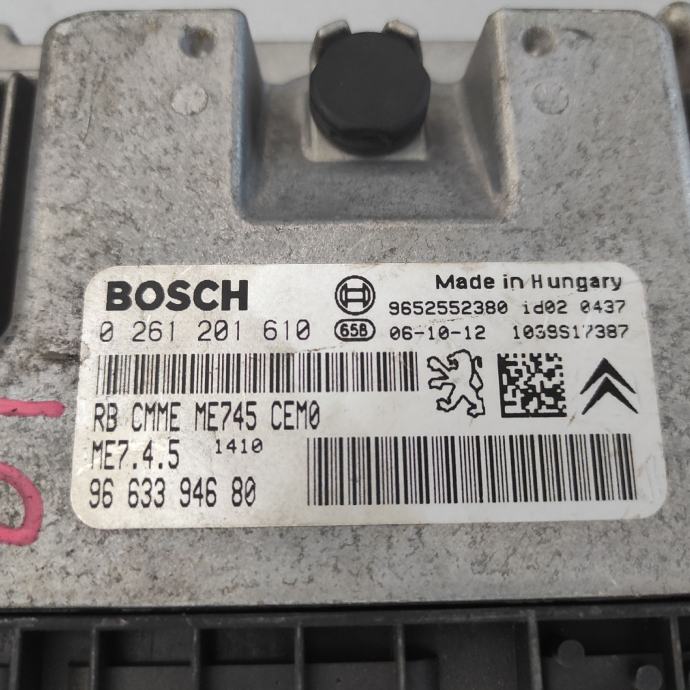 BOSCH
Made in Hungary
9652552380 id02 0437
0 261 201 610
65B
06-10-12 1039S17387
RB CMME ME745 CEM0
ME7.4.5 1410
96 633 946 80